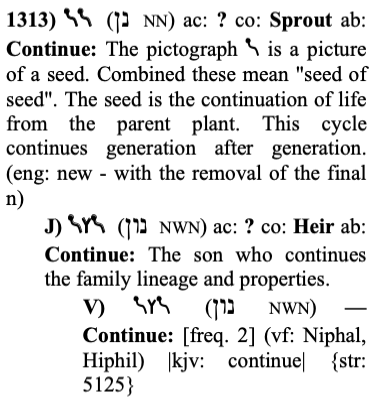 1313) (נן NN) ac: ? co: Sprout ab:
Continue: The pictograph is a picture
of a seed. Combined these mean "seed of
seed". The seed is the continuation of life
from the parent plant. This cycle
continues generation after generation.
(eng: new - with the removal of the final
n)
J) (נון NWN) ac: ? co: Heir ab:
Continue: The son who continues
the family lineage and properties.
V) (נון NWN) —
Continue: [freq. 2] (vf: Niphal,
Hiphil) |kjv: continue| {str:
5125}